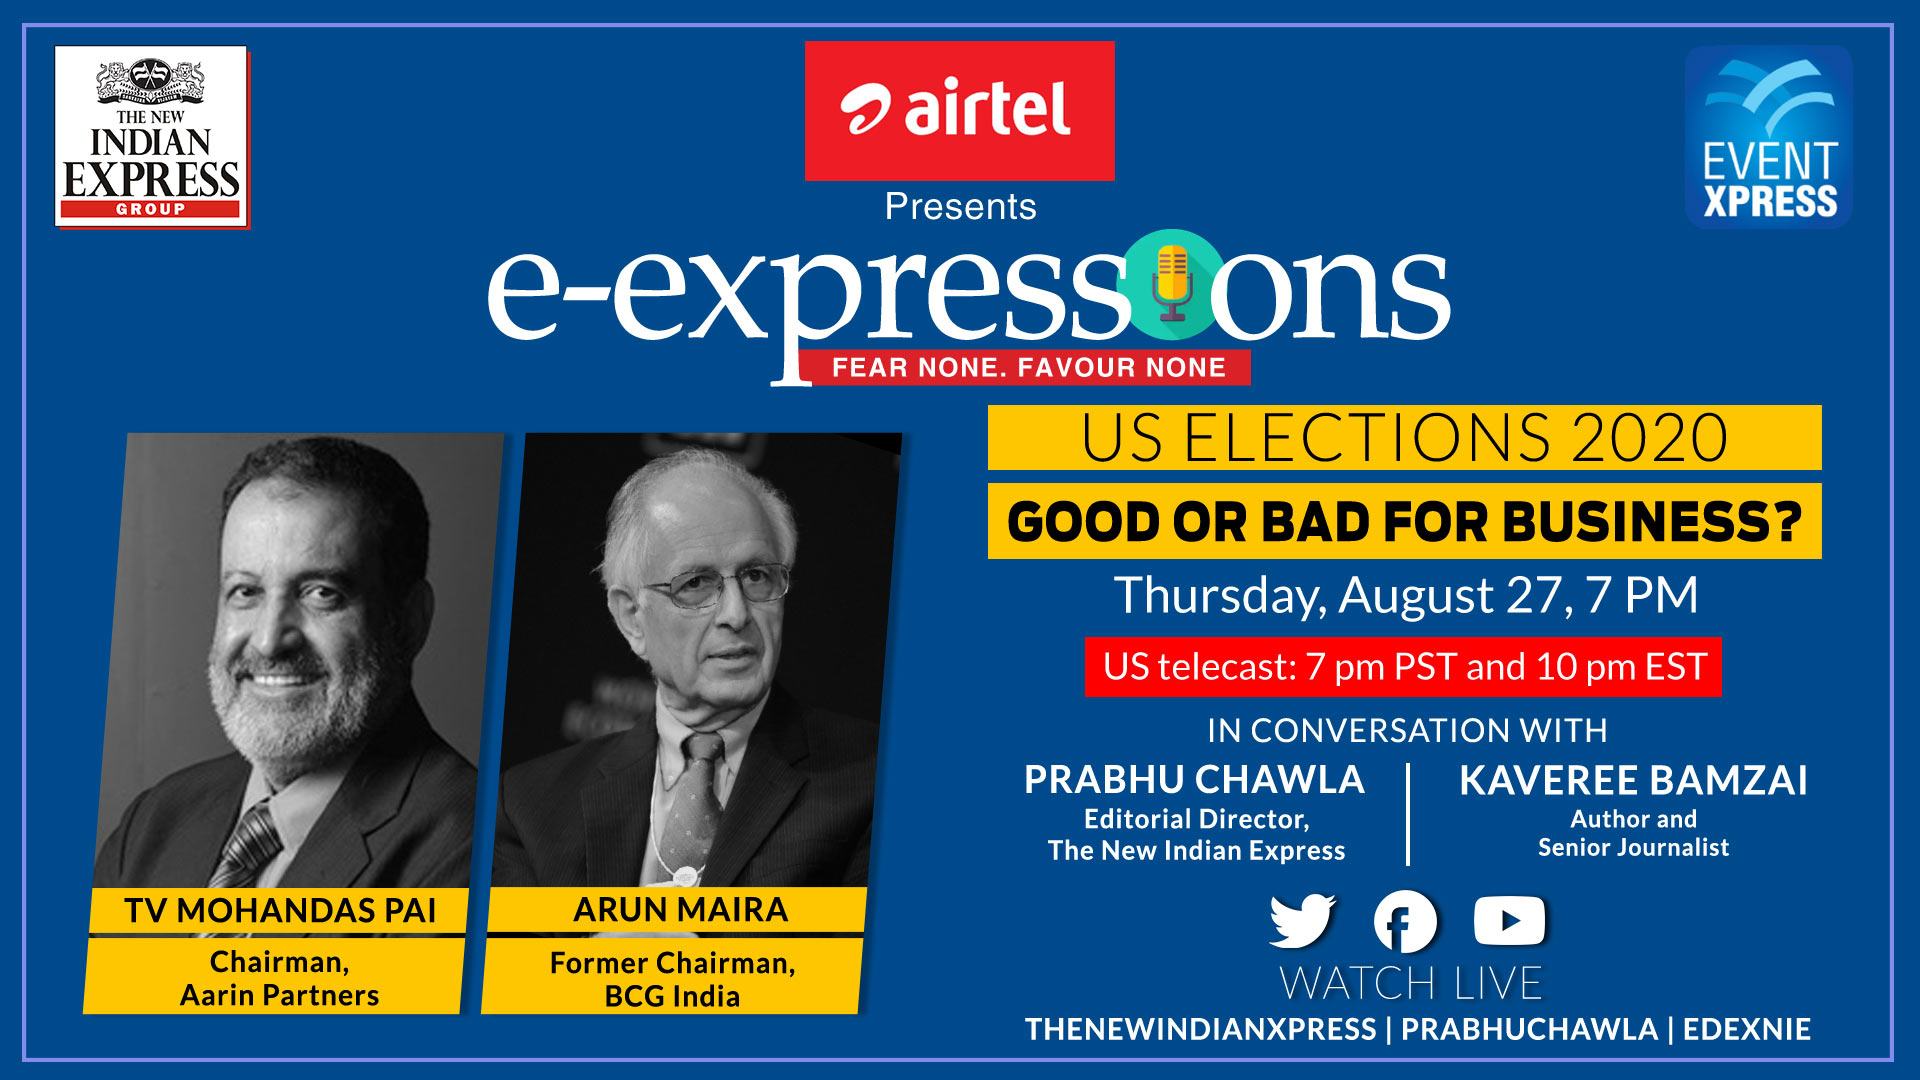 THE NEW
INDIAN
EXPRESS
GROUP
airtel
Presents
EVENT
XPRESS
e-expressions
FEAR NONE. FAVOUR NONE
US ELECTIONS 2020
GOOD OR BAD FOR BUSINESS?
Thursday, August 27, 7 PM
US telecast: 7 pm PST and 10 pm EST
IN CONVERSATION WITH
PRABHU CHAWLA
Editorial Director,
The New Indian Express
KAVEREE BAMZAI
Author and
Senior Journalist
TV MOHANDAS PAI
Chairman,
Aarin Partners
ARUN MAIRA
Former Chairman,
BCG India
WATCH LIVE
THENEWINDIANXPRESS | PRABHUCHAWLA | EDEXNIE